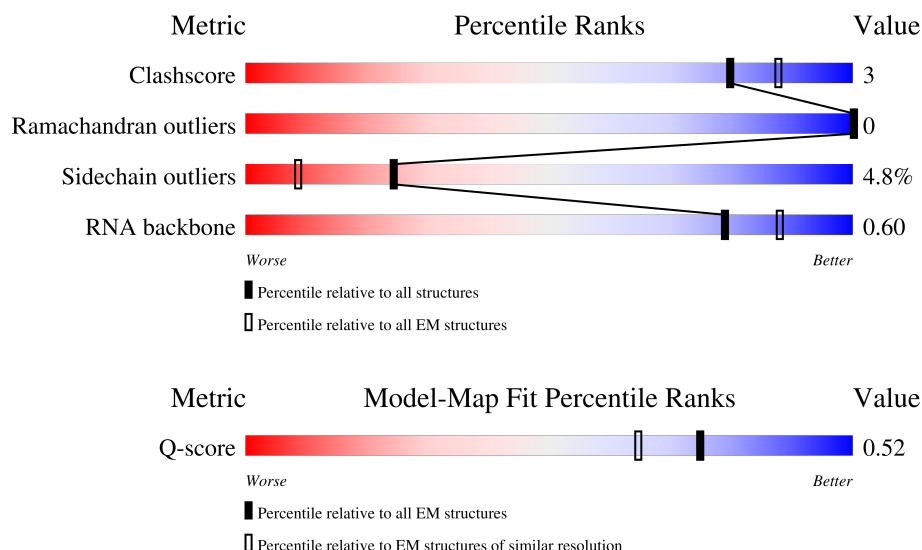 Metric Percentile Ranks Value
Clashscore 3
Ramachandran outliers 0
Sidechain outliers 4.8%
RNA backbone 0.60
Worse Better
Percentile relative to all structures
Percentile relative to all EM structures
Metric Model-Map Fit Percentile Ranks Value
Q-score 0.52
Worse Better
Percentile relative to all EM structures
Percentile relative to EM structures of similar resolution